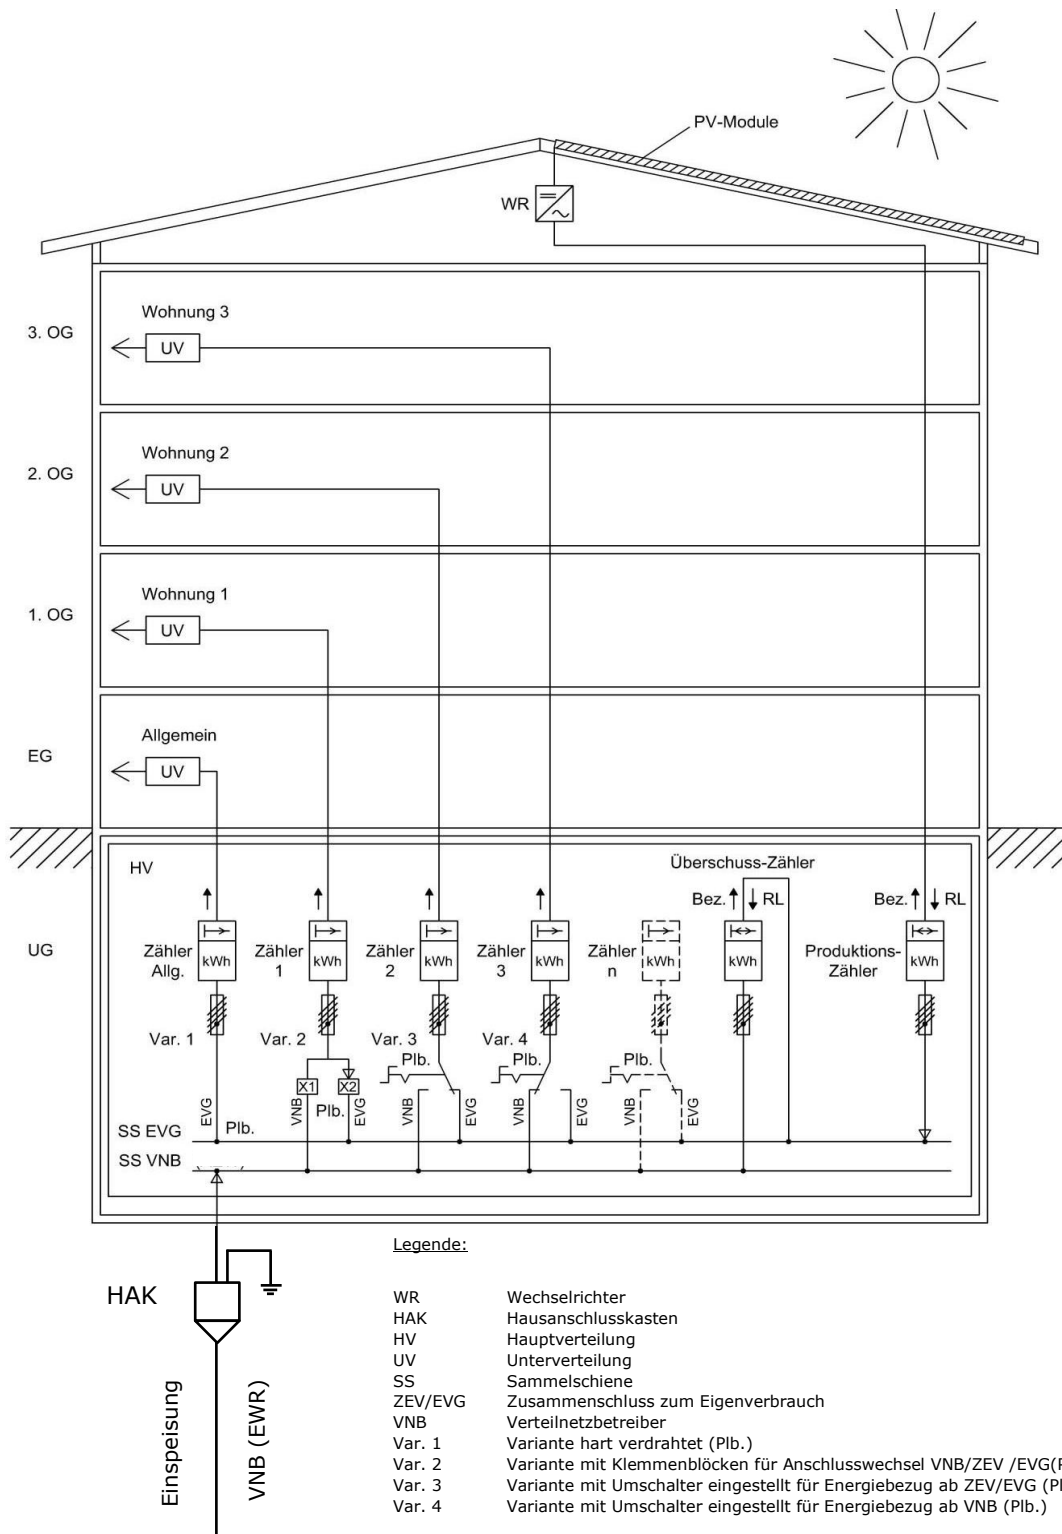 PV-Module
WR
3. OG
Wohnung 3
UV
2. OG
Wohnung 2
UV
1. OG
Wohnung 1
UV
EG
Allgemein
UV
UG
HV
Überschuss-Zähler
Bez.
RL
Bez.
RL
Zähler
Allg.
kWh
Zähler
1
kWh
Zähler
2
kWh
Zähler
3
kWh
Zähler
n
kWh
kWh
Produktions-
Zähler
kWh
Var. 1
Var. 2
Var. 3
Var. 4
Plb.
Plb.
Plb.
X1
X2
EVG
VNB
Plb.
EVG
VNB
EVG
VNB
EVG
VNB
EVG
SS EVG
Plb.
SS VNB
HAK
Einspeisung
VNB (EWR)
Legende:
WR Wechselrichter
HAK Hausanschlusskasten
HV Hauptverteilung
UV Unterverteilung
SS Sammelschiene
ZEV/EVG Zusammenschluss zum Eigenverbrauch
VNB Verteilnetzbetreiber
Var. 1 Variante hart verdrahtet (Plb.)
Var. 2 Variante mit Klemmenblöcken für Anschlusswechsel VNB/ZEV /EVG(
Var. 3 Variante mit Umschalter eingestellt für Energiebezug ab ZEV/EVG (Pl
Var. 4 Variante mit Umschalter eingestellt für Energiebezug ab VNB (Plb.)